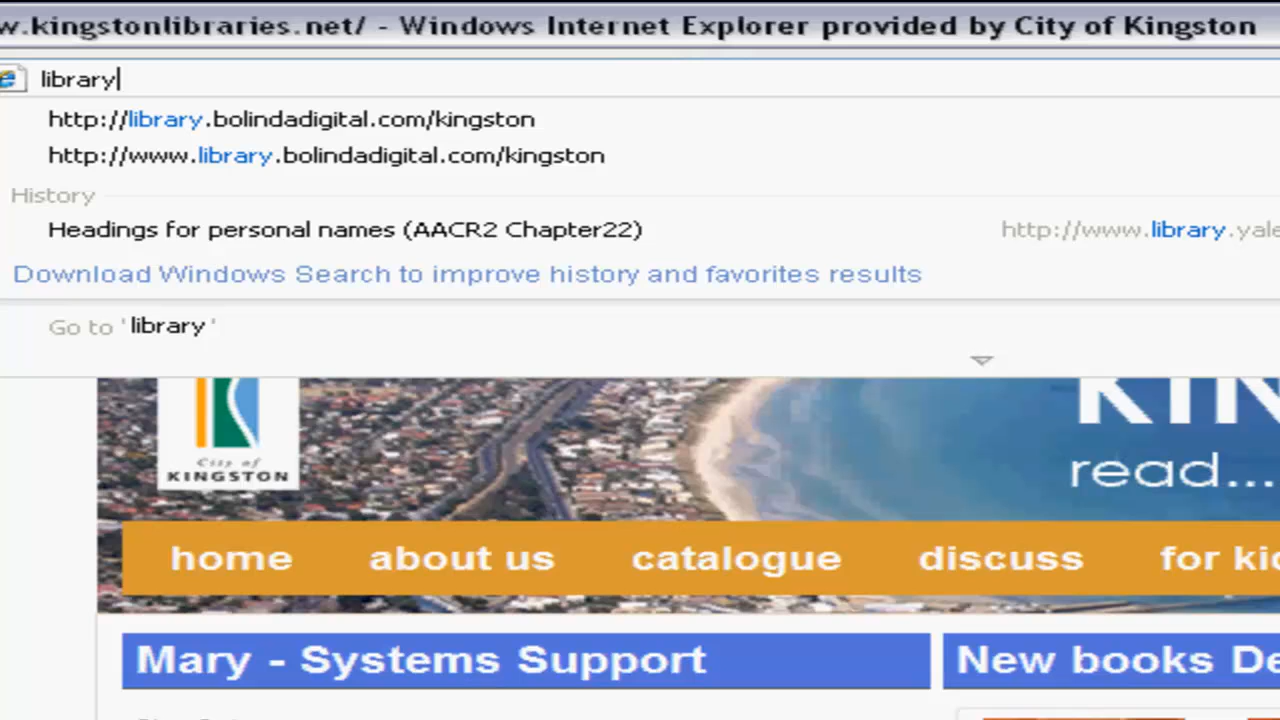 w.kingstonlibraries.net/ - Windows Internet Explorer provided by City of Kingston
library
http://library.bolindadigital.com/kingston
http://www.library.bolindadigital.com/kingston
History
Headings for personal names (AACR2 Chapter22) http://www.library.yale
Go to 'library'
Download Windows Search to improve history and favorites results
KIN
City of
KINGSTON
read...
home about us catalogue discuss for kid
Mary - Systems Support New books De